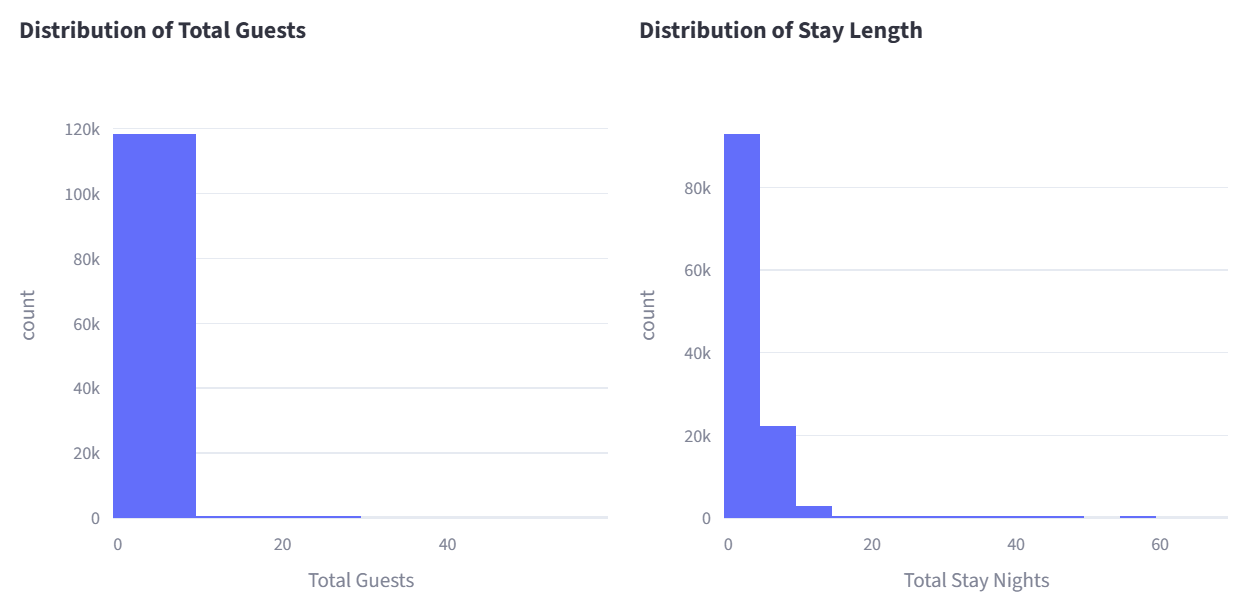 Distribution of Total Guests
120k
100k
80k
60k
40k
20k
0
count
0 20 40
Total Guests
Distribution of Stay Length
80k
60k
40k
20k
0
count
0 20 40 60
Total Stay Nights